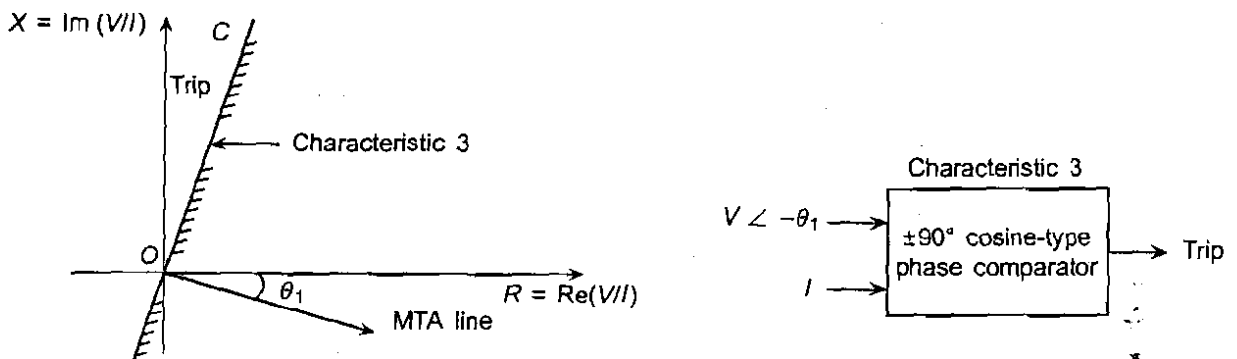 X = Im (V/I)
C
Trip
Characteristic 3
O
θ1
R = Re(V/I)
MTA line
Characteristic 3
V ∠ −θ1
±90° cosine-type
phase comparator
I
Trip